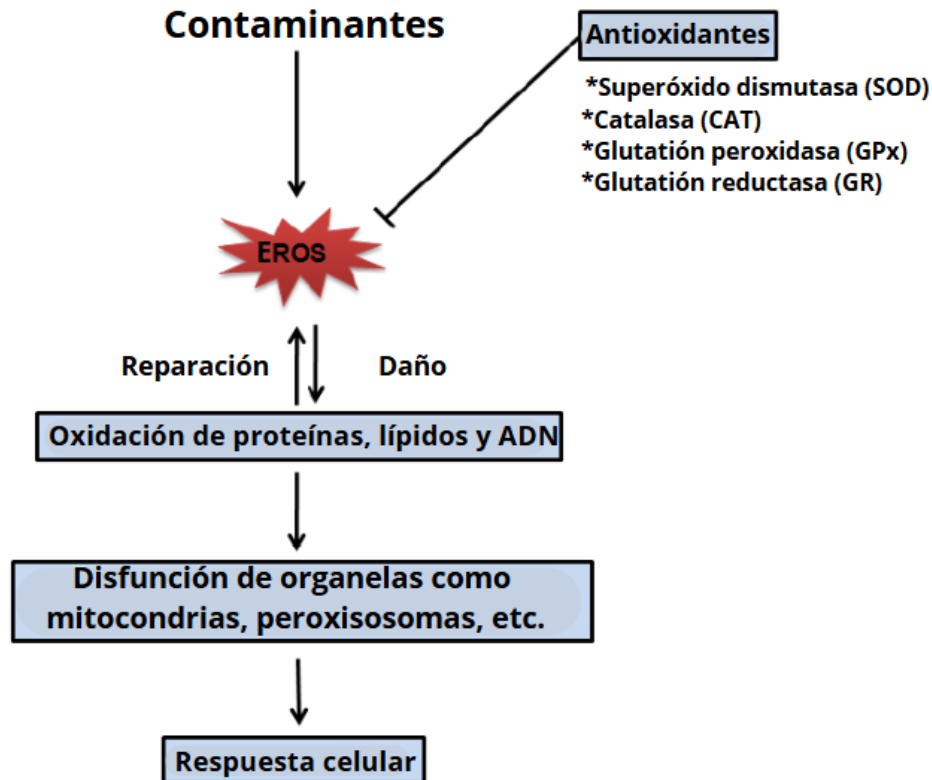 Contaminantes
Antioxidantes
*Superóxido dismutasa (SOD)
*Catalasa (CAT)
*Glutatión peroxidasa (GPx)
*Glutatión reductasa (GR)
EROS
Reparación
Daño
Oxidación de proteínas, lípidos y ADN
Disfunción de organelas como
mitocondrias, peroxisosomas, etc.
Respuesta celular